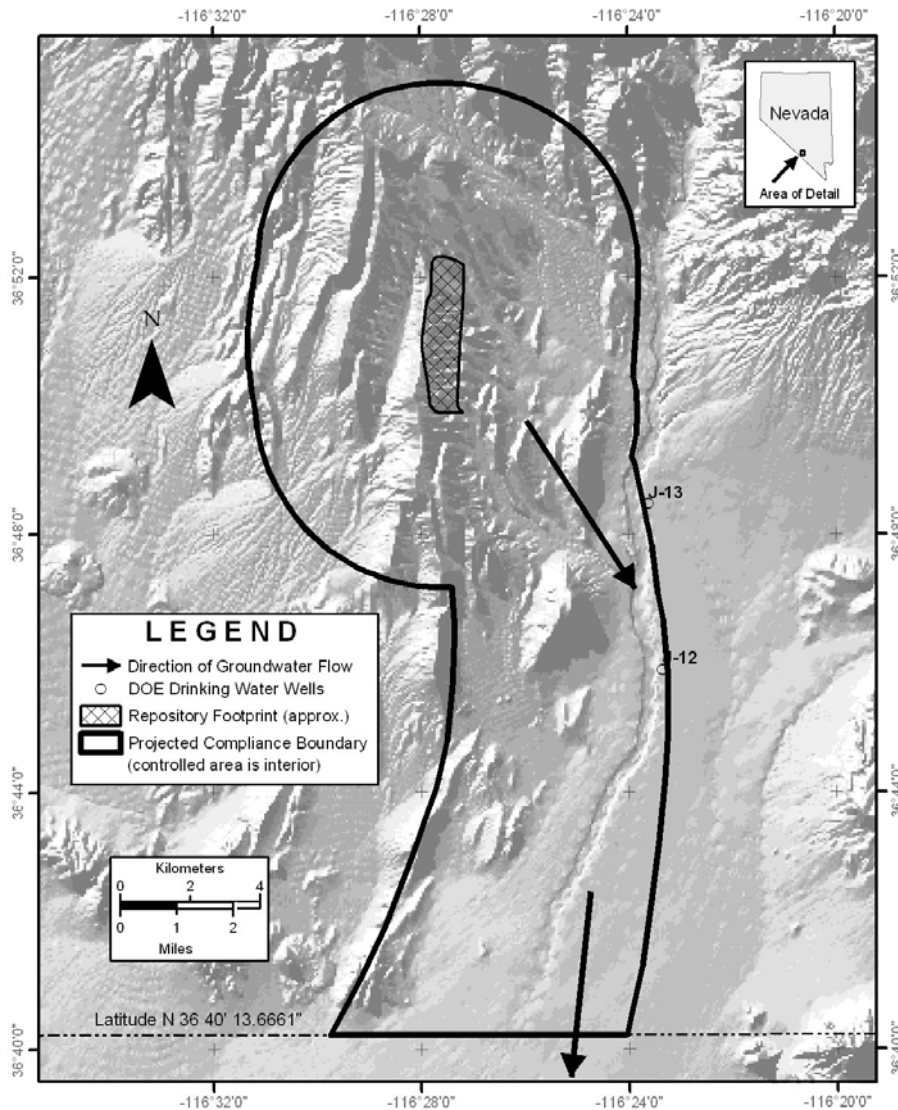 -116°32'0"
-116°28'0"
-116°24'0"
-116°20'0"
Nevada
Area of Detail
36°52'0"
36°52'0"
N
J-13
36°48'0"
36°48'0"
LEGEND
Direction of Groundwater Flow
DOE Drinking Water Wells
Repository Footprint (approx.)
Projected Compliance Boundary
(controlled area is interior)
J-12
36°44'0"
36°44'0"
Kilometers
0 2 4
0 1 2
Miles
Latitude N 36 40' 13.6661"
36°40'0"
36°40'0"
-116°32'0"
-116°28'0"
-116°24'0"
-116°20'0"